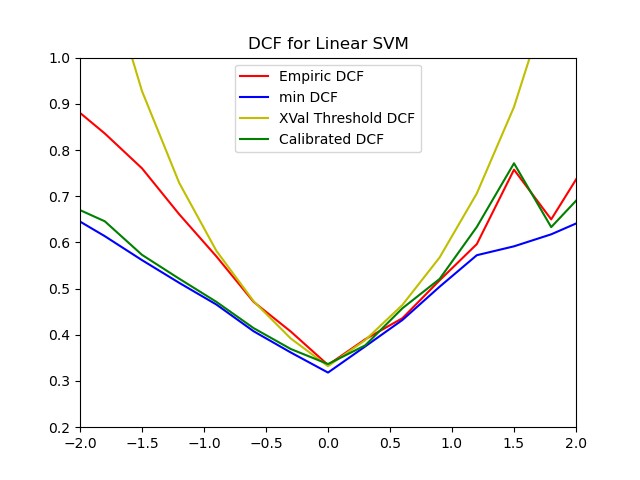 DCF for Linear SVM
Empiric DCF
min DCF
XVal Threshold DCF
Calibrated DCF
1.0
0.9
0.8
0.7
0.6
0.5
0.4
0.3
0.2
−2.0 −1.5 −1.0 −0.5 0.0 0.5 1.0 1.5 2.0